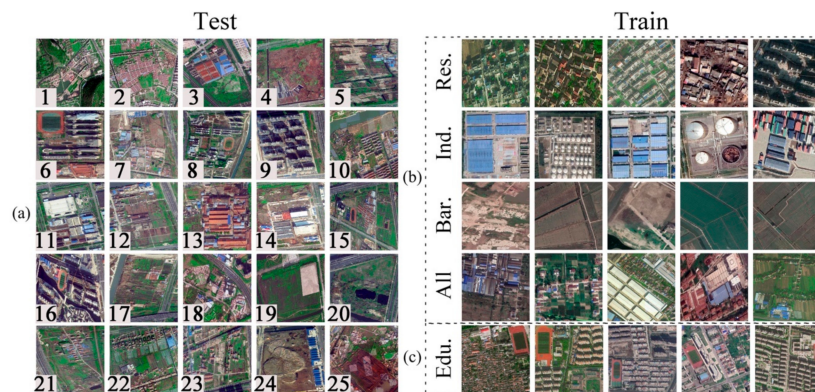 Test
Train
(a)
1 2 3 4 5
6 7 8 9 10
11 12 13 14 15
16 17 18 19 20
21 22 23 24 25
(b)
Res.
Ind.
Bar.
All
(c)
Edu.